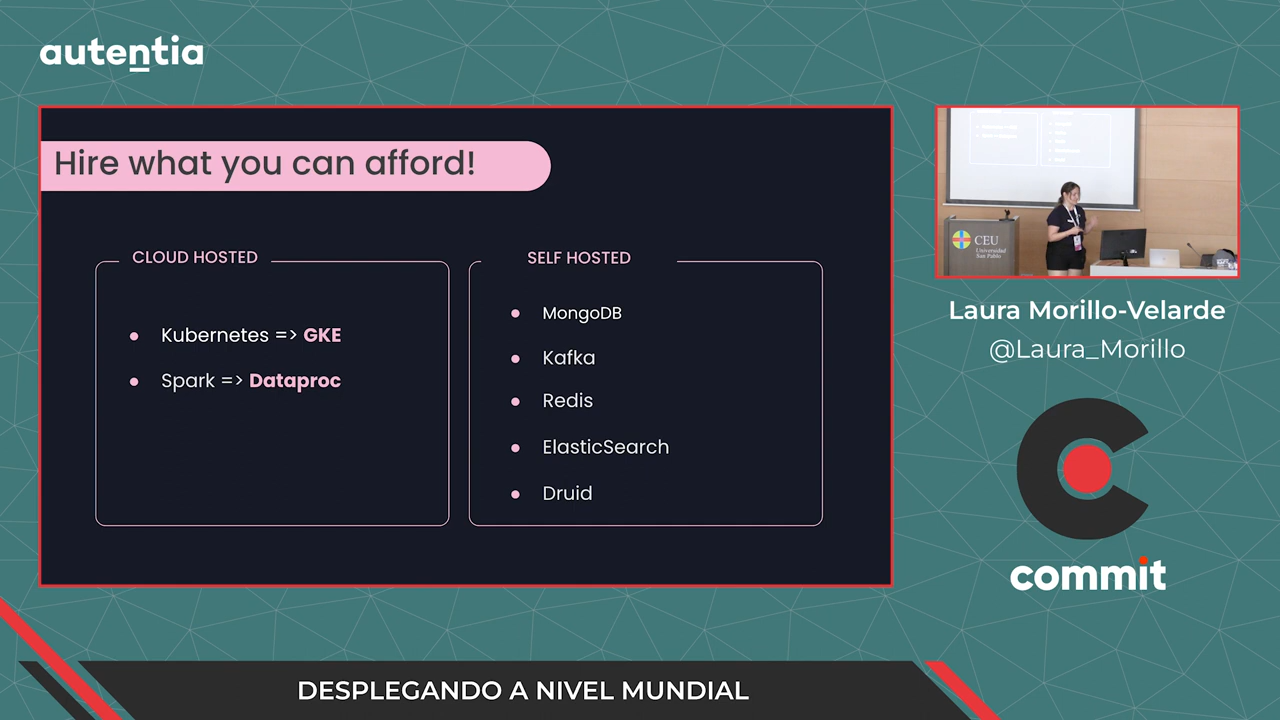 autentia
Hire what you can afford!
CLOUD HOSTED
Kubernetes => GKE
Spark => Dataproc
SELF HOSTED
MongoDB
Kafka
Redis
ElasticSearch
Druid
CEU
Universidad
San Pablo
Laura Morillo-Velarde
@Laura_Morillo
commit
DESPLEGANDO A NIVEL MUNDIAL